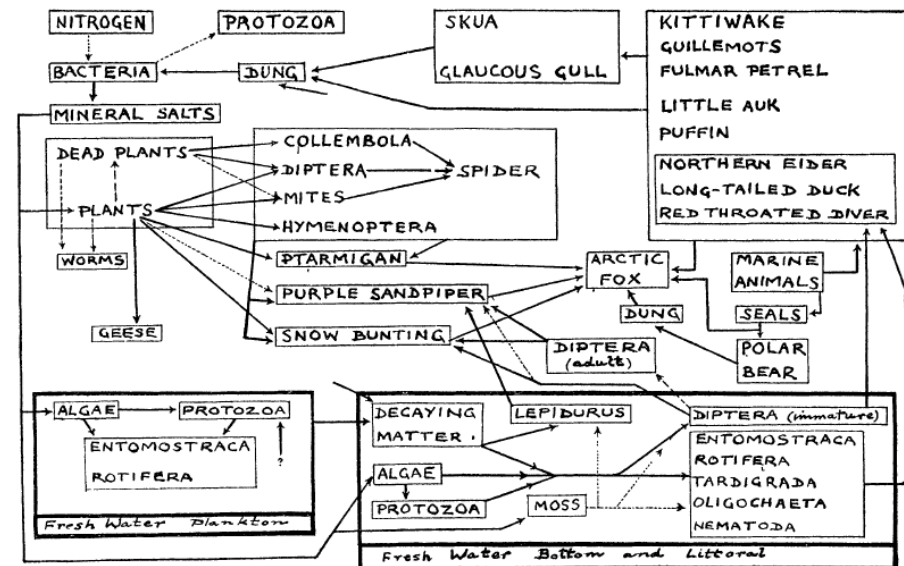 NITROGEN
PROTOZOA
BACTERIA
DUNG
MINERAL SALTS
SKUA
GLAUCOUS GULL
KITTIWAKE
GUILLEMOTS
FULMAR PETREL
LITTLE AUK
PUFFIN
NORTHERN EIDER
LONG-TAILED DUCK
RED THROATED DIVER
DEAD PLANTS
PLANTS
COLLEMBOLA
DIPTERA
MITES
HYMENOPTERA
SPIDER
WORMS
GEESE
PTARMIGAN
PURPLE SANDPIPER
SNOW BUNTING
ARCTIC
FOX
MARINE
ANIMALS
DUNG
SEALS
POLAR
BEAR
DIPTERA
(adult)
ALGAE
PROTOZOA
ENTOMOSTRACA
ROTIFERA
?
Fresh Water Plankton
DECAYING
MATTER.
LEPIDURUS
DIPTERA (immature)
ALGAE
PROTOZOA
MOSS
ENTOMOSTRACA
ROTIFERA
TARDIGRADA
OLIGOCHAETA
NEMATODA
Fresh Water Bottom and Littoral